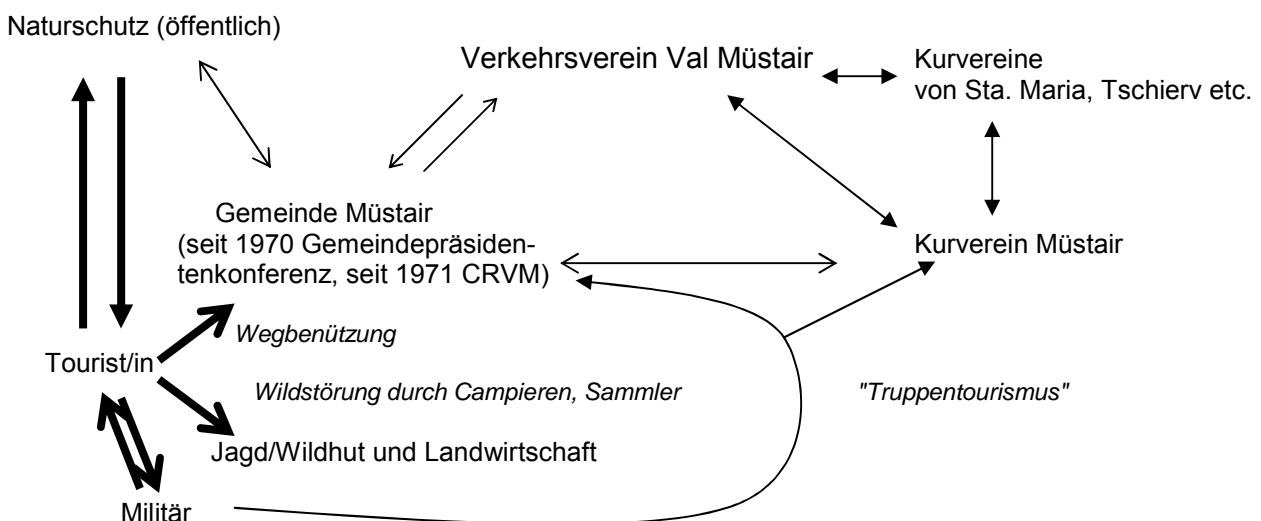 Naturschutz (öffentlich)
Verkehrsverein Val Müstair
Kurvereine
von Sta. Maria, Tschierv etc.
Gemeinde Müstair
(seit 1970 Gemeindepräsiden-
tenkonferenz, seit 1971 CRVM)
Kurverein Müstair
Wegbenützung
Tourist/in
Wildstörung durch Campieren, Sammler
"Truppentourismus"
Jagd/Wildhut und Landwirtschaft
Militär